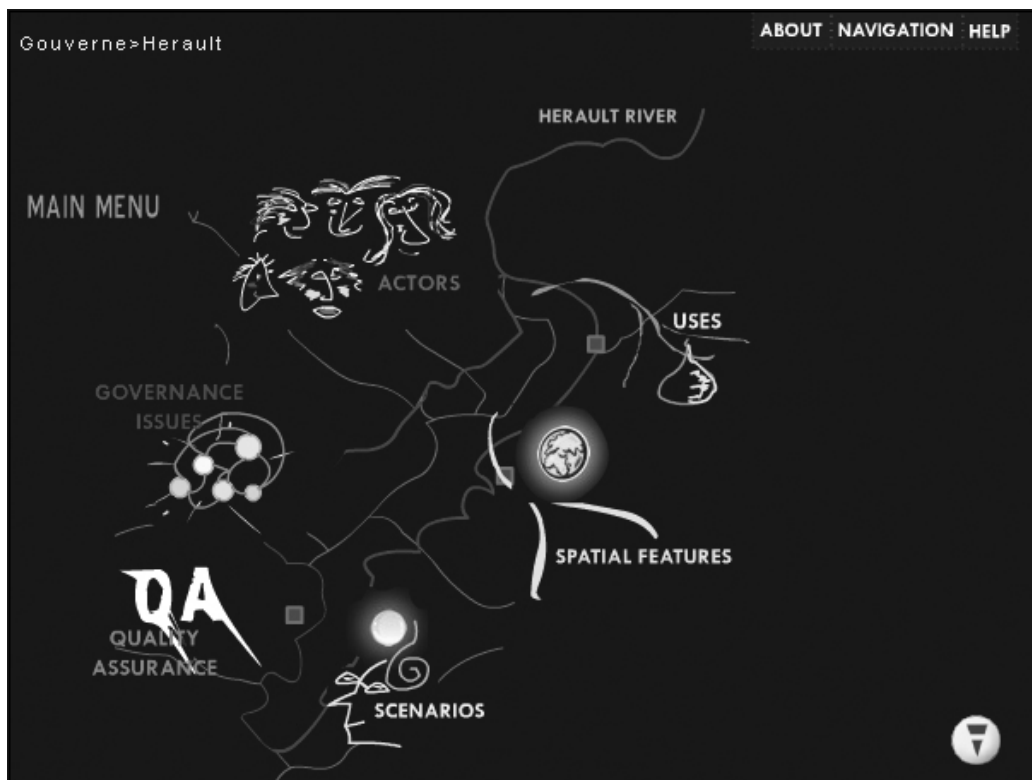 Gouverne>Herault
ABOUT NAVIGATION HELP
HERAULT RIVER
MAIN MENU
ACTORS
USES
GOVERNANCE
ISSUES
SPATIAL FEATURES
QA
QUALITY
ASSURANCE
SCENARIOS